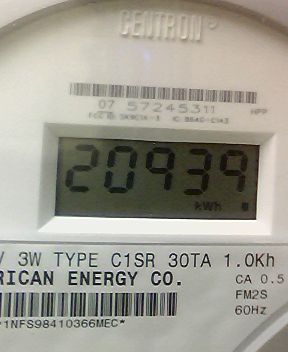 CENTRON®
07 57245311 HPP
20939
kWh
V 3W TYPE C1SR 30TA 1.0Kh
RICAN ENERGY CO. CA 0.5
FM2S
*1NFS98410366MEC* 60Hz